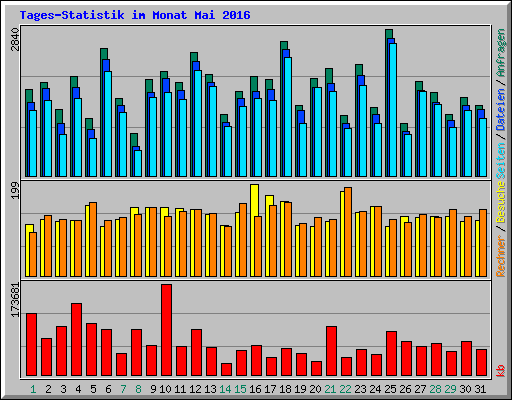 Tages-Statistik im Monat Mai 2016
2840
199
173681
Rechner / Besuche Seiten / Dateien / Anfragen
kb
1 2 3 4 5 6 7 8 9 10 11 12 13 14 15 16 17 18 19 20 21 22 23 24 25 26 27 28 29 30 31